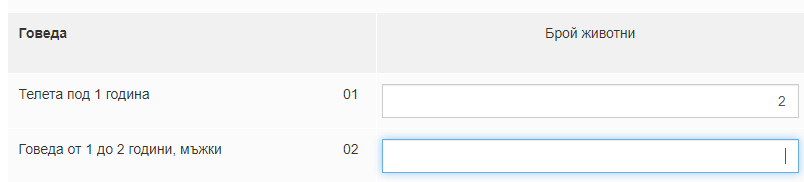 Говеда Брой животни
Телета под 1 година 01 2
Говеда от 1 до 2 години, мъжки 02